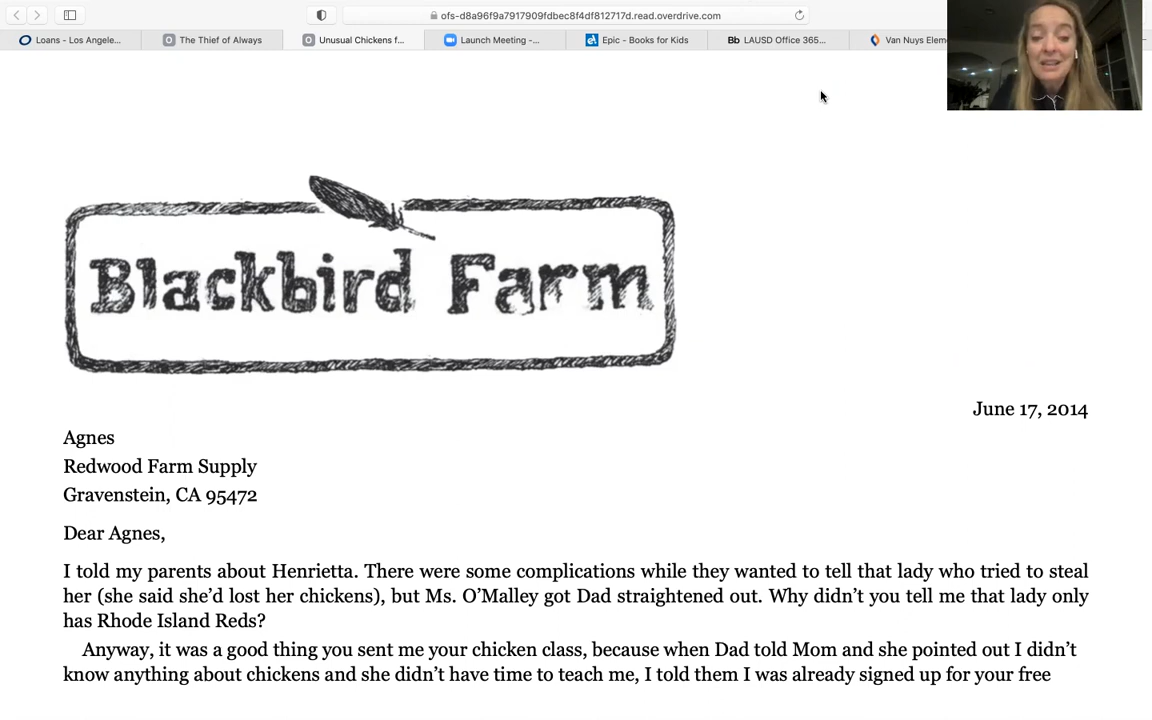 ofs-d8a96f9a7917909fdbec8f4df812717d.read.overdrive.com
Loans - Los Angele...
The Thief of Always
Unusual Chickens f...
Launch Meeting -...
Epic - Books for Kids
Bb LAUSD Office 365...
Van Nuys Elem
Blackbird Farm
June 17, 2014
Agnes
Redwood Farm Supply
Gravenstein, CA 95472
Dear Agnes,
I told my parents about Henrietta. There were some complications while they wanted to tell that lady who tried to steal
her (she said she’d lost her chickens), but Ms. O’Malley got Dad straightened out. Why didn’t you tell me that lady only
has Rhode Island Reds?
Anyway, it was a good thing you sent me your chicken class, because when Dad told Mom and she pointed out I didn’t
know anything about chickens and she didn’t have time to teach me, I told them I was already signed up for your free